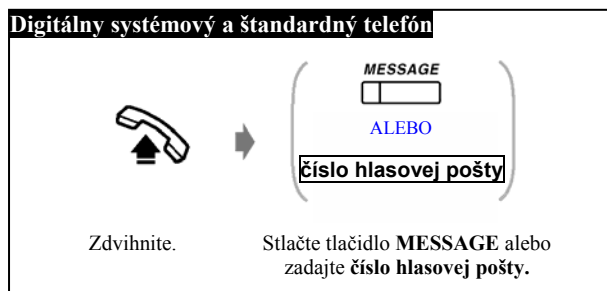 Digitálny systémový a štandardný telefón
MESSAGE
ALEBO
číslo hlasovej pošty
Zdvihnite.
Stlačte tlačidlo MESSAGE alebo
zadajte číslo hlasovej pošty.